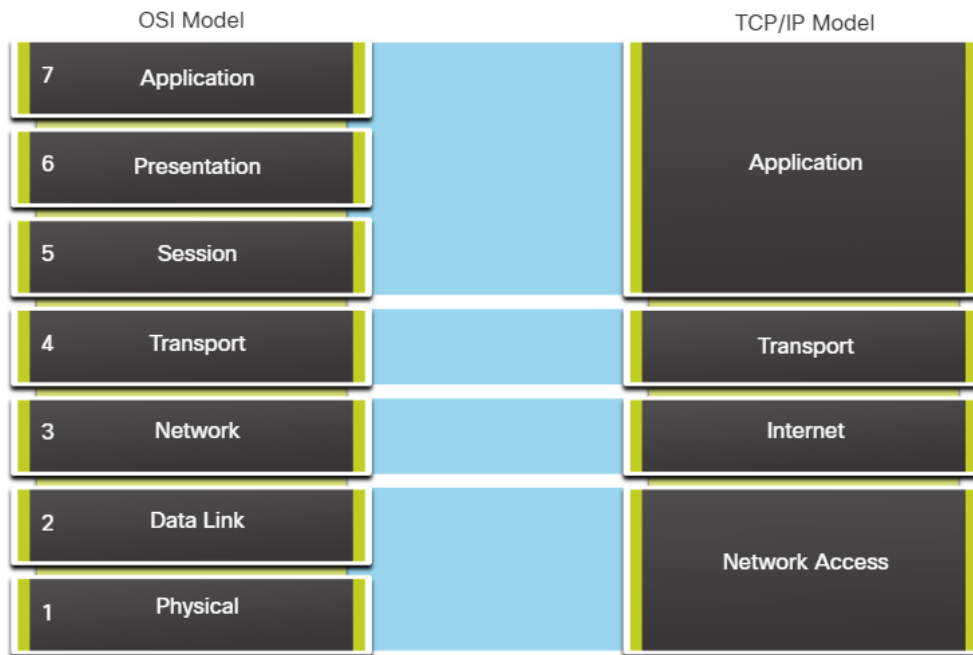 OSI Model
TCP/IP Model
7 Application
6 Presentation
5 Session
4 Transport
3 Network
2 Data Link
1 Physical
Application
Transport
Internet
Network Access